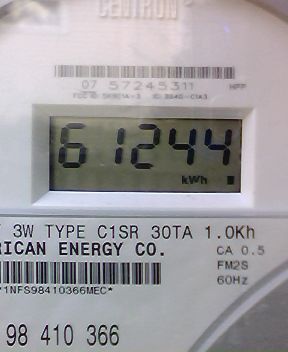 CENTRON
07 57245311
61244
kWh
3W TYPE C1SR 30TA 1.0Kh
RICAN ENERGY CO.
CA 0.5
FM2S
60Hz
*1NFS98410366MEC*
98 410 366